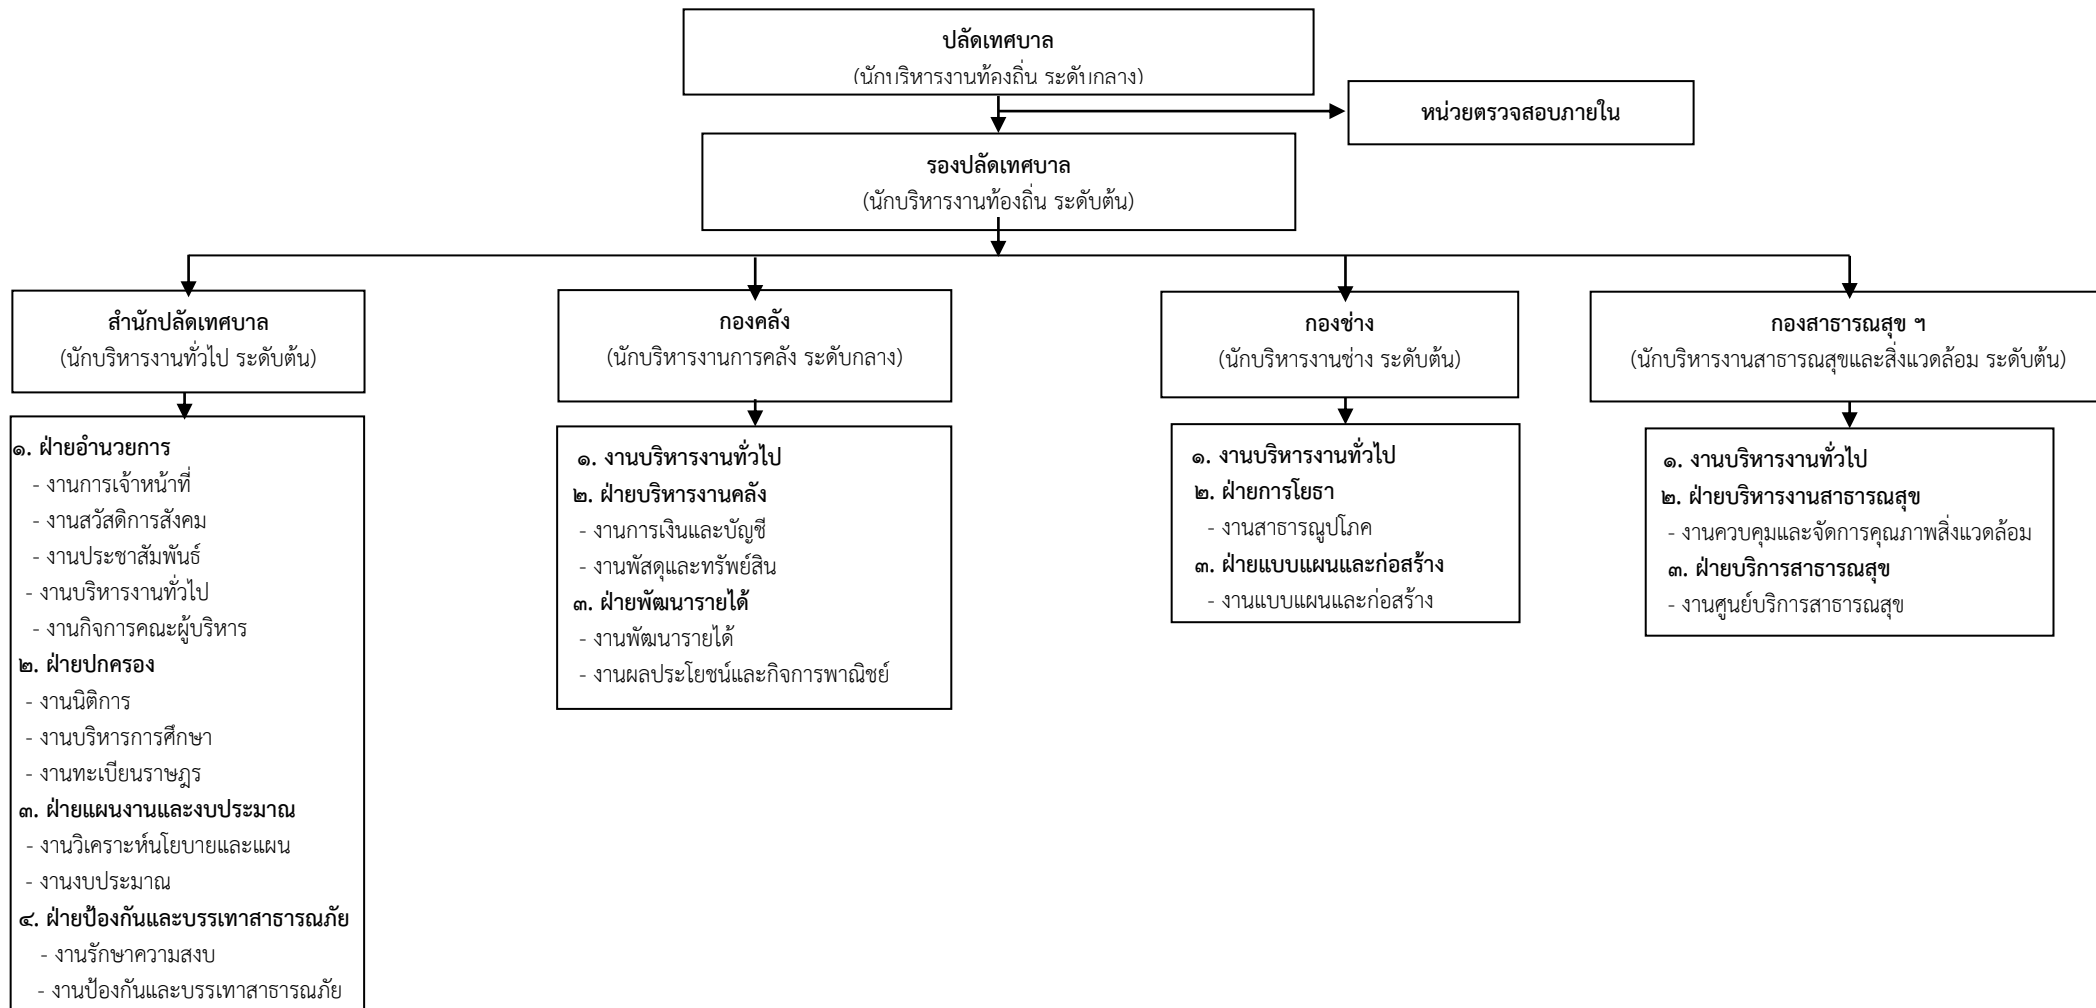 ปลัดเทศบาล
(นักบริหารงานท้องถิ่น ระดับกลาง)
หน่วยตรวจสอบภายใน
รองปลัดเทศบาล
(นักบริหารงานท้องถิ่น ระดับต้น)
สำนักปลัดเทศบาล
(นักบริหารงานทั่วไป ระดับต้น)
๑. ฝ่ายอำนวยการ
- งานการเจ้าหน้าที่
- งานสวัสดิการสังคม
- งานประชาสัมพันธ์
- งานบริหารงานทั่วไป
- งานกิจการคณะผู้บริหาร
๒. ฝ่ายปกครอง
- งานนิติการ
- งานบริหารการศึกษา
- งานทะเบียนราษฎร
๓. ฝ่ายแผนงานและงบประมาณ
- งานวิเคราะห์นโยบายและแผน
- งานงบประมาณ
๔. ฝ่ายป้องกันและบรรเทาสาธารณภัย
- งานรักษาความสงบ
- งานป้องกันและบรรเทาสาธารณภัย
กองคลัง
(นักบริหารงานการคลัง ระดับกลาง)
๑. งานบริหารงานทั่วไป
๒. ฝ่ายบริหารงานคลัง
- งานการเงินและบัญชี
- งานพัสดุและทรัพย์สิน
๓. ฝ่ายพัฒนารายได้
- งานพัฒนารายได้
- งานผลประโยชน์และกิจการพาณิชย์
กองช่าง
(นักบริหารงานช่าง ระดับต้น)
๑. งานบริหารงานทั่วไป
๒. ฝ่ายการโยธา
- งานสาธารณูปโภค
๓. ฝ่ายแบบแผนและก่อสร้าง
- งานแบบแผนและก่อสร้าง
กองสาธารณสุข ฯ
(นักบริหารงานสาธารณสุขและสิ่งแวดล้อม ระดับต้น)
๑. งานบริหารงานทั่วไป
๒. ฝ่ายบริหารงานสาธารณสุข
- งานควบคุมและจัดการคุณภาพสิ่งแวดล้อม
๓. ฝ่ายบริการสาธารณสุข
- งานศูนย์บริการสาธารณสุข